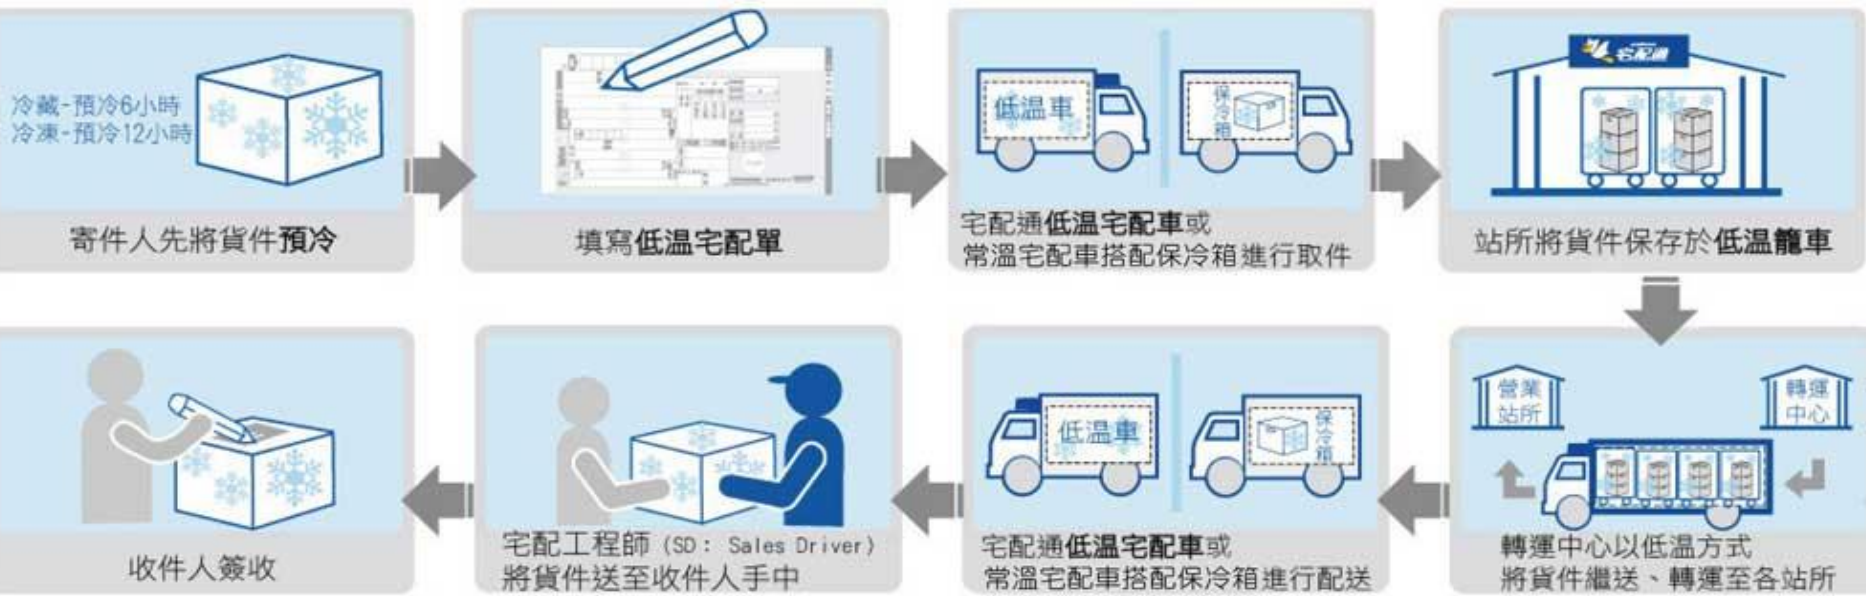 冷藏-預冷6小時
冷凍-預冷12小時
寄件人先將貨件預冷
填寫低溫宅配單
低溫車
保冷箱
宅配通低溫宅配車或
常溫宅配車搭配保冷箱進行取件
宅配通
站所將貨件保存於低溫籠車
營業
站所
轉運
中心
轉運中心以低溫方式
將貨件繼送、轉運至各站所
低溫車
保冷箱
宅配通低溫宅配車或
常溫宅配車搭配保冷箱進行配送
宅配工程師 (SD: Sales Driver)
將貨件送至收件人手中
收件人簽收